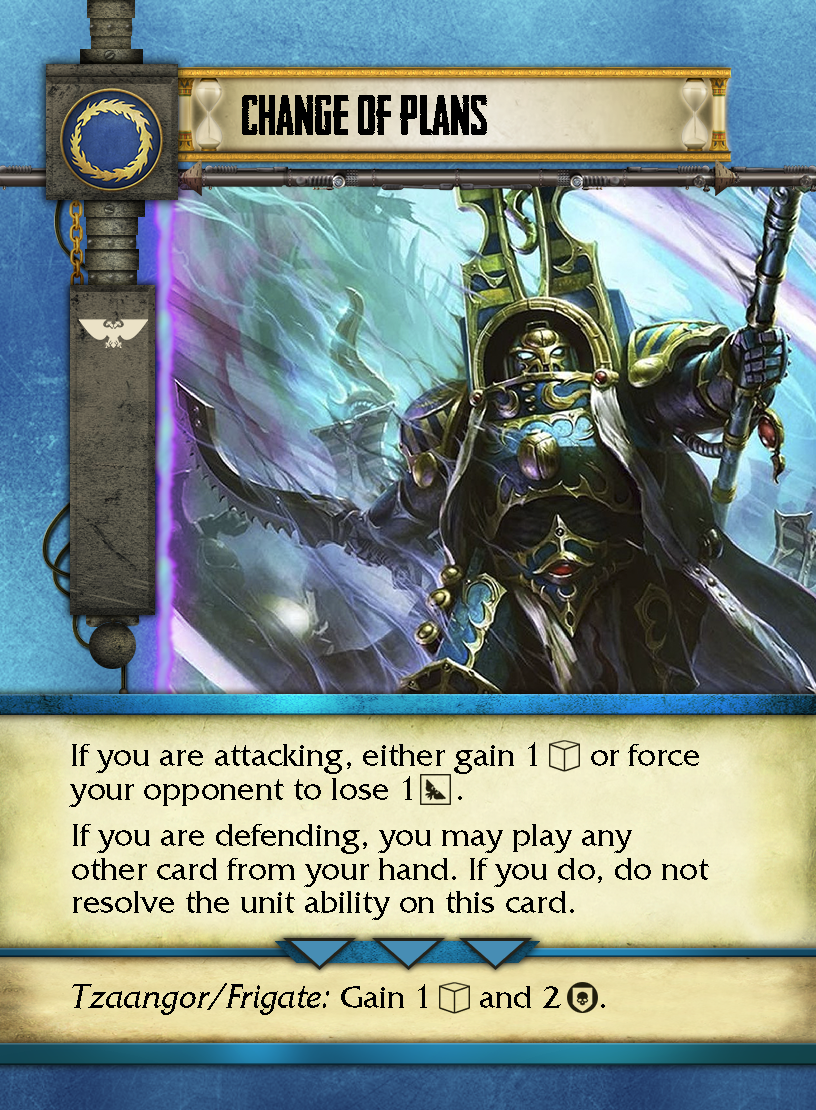 CHANGE OF PLANS
If you are attacking, either gain 1 or force
your opponent to lose 1 .
If you are defending, you may play any
other card from your hand. If you do, do not
resolve the unit ability on this card.
Tzaangor/Frigate: Gain 1 and 2 .